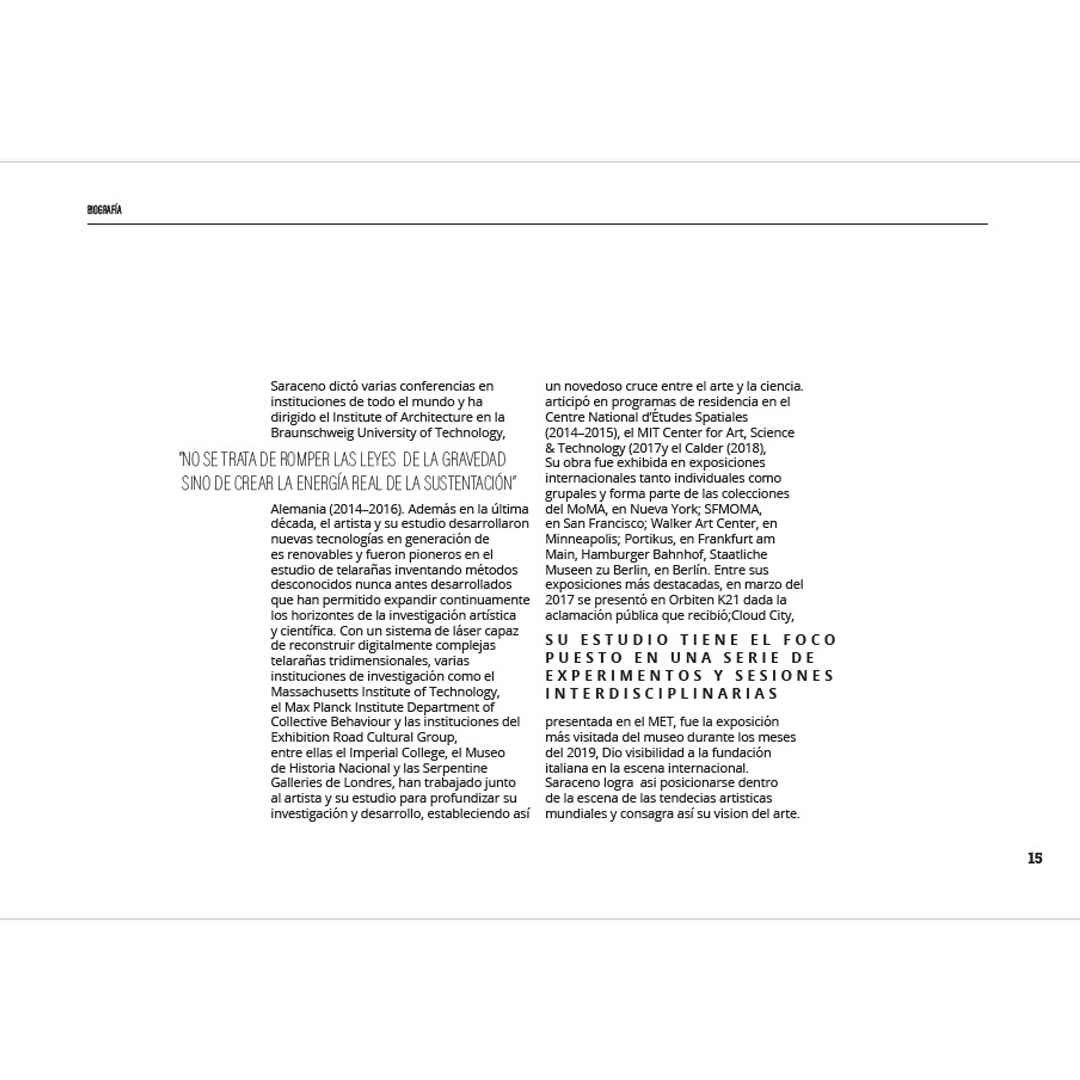 BIOGRAFÍA
Saraceno dictó varias conferencias en
instituciones de todo el mundo y ha
dirigido el Institute of Architecture en la
Braunschweig University of Technology,
"NO SE TRATA DE ROMPER LAS LEYES DE LA GRAVEDAD
SINO DE CREAR LA ENERGÍA REAL DE LA SUSTENTACIÓN"
Alemania (2014–2016). Además en la última
década, el artista y su estudio desarrollaron
nuevas tecnologías en generación de
es renovables y fueron pioneros en el
estudio de telarañas inventando métodos
desconocidos nunca antes desarrollados
que han permitido expandir continuamente
los horizontes de la investigación artística
y científica. Con un sistema de láser capaz
de reconstruir digitalmente complejas
telarañas tridimensionales, varias
instituciones de investigación como el
Massachusetts Institute of Technology,
el Max Planck Institute Department of
Collective Behaviour y las instituciones del
Exhibition Road Cultural Group,
entre ellas el Imperial College, el Museo
de Historia Nacional y las Serpentine
Galleries de Londres, han trabajado junto
al artista y su estudio para profundizar su
investigación y desarrollo, estableciendo así
un novedoso cruce entre el arte y la ciencia.
articipó en programas de residencia en el
Centre National d'Études Spatiales
(2014–2015), el MIT Center for Art, Science
& Technology (2017y el Calder (2018),
Su obra fue exhibida en exposiciones
internacionales tanto individuales como
grupales y forma parte de las colecciones
del MoMA, en Nueva York; SFMOMA,
en San Francisco; Walker Art Center, en
Minneapolis; Portikus, en Frankfurt am
Main, Hamburger Bahnhof, Staatliche
Museen zu Berlin, en Berlín. Entre sus
exposiciones más destacadas, en marzo del
2017 se presentó en Orbiten K21 dada la
aclamación pública que recibió;Cloud City,
SU ESTUDIO TIENE EL FOCO
PUESTO EN UNA SERIE DE
EXPERIMENTOS Y SESIONES
INTERDISCIPLINARIAS
presentada en el MET, fue la exposición
más visitada del museo durante los meses
del 2019, Dio visibilidad a la fundación
italiana en la escena internacional.
Saraceno logra asi posicionarse dentro
de la escena de las tendecias artisticas
mundiales y consagra así su vision del arte.
15